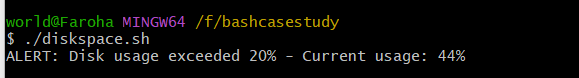 world@Faroha MINGW64 /f/bashcasestudy
$ ./diskspace.sh
ALERT: Disk usage exceeded 20% - Current usage: 44%